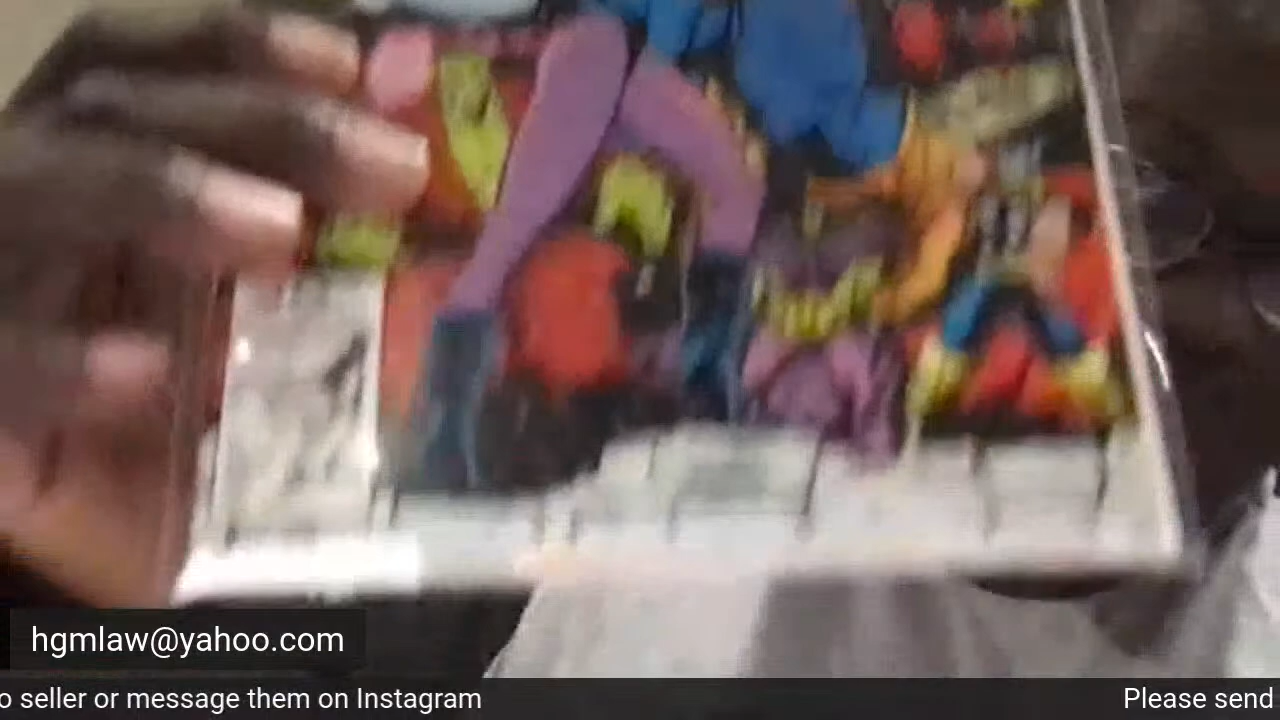 hgmlaw@yahoo.com
o seller or message them on Instagram
Please send